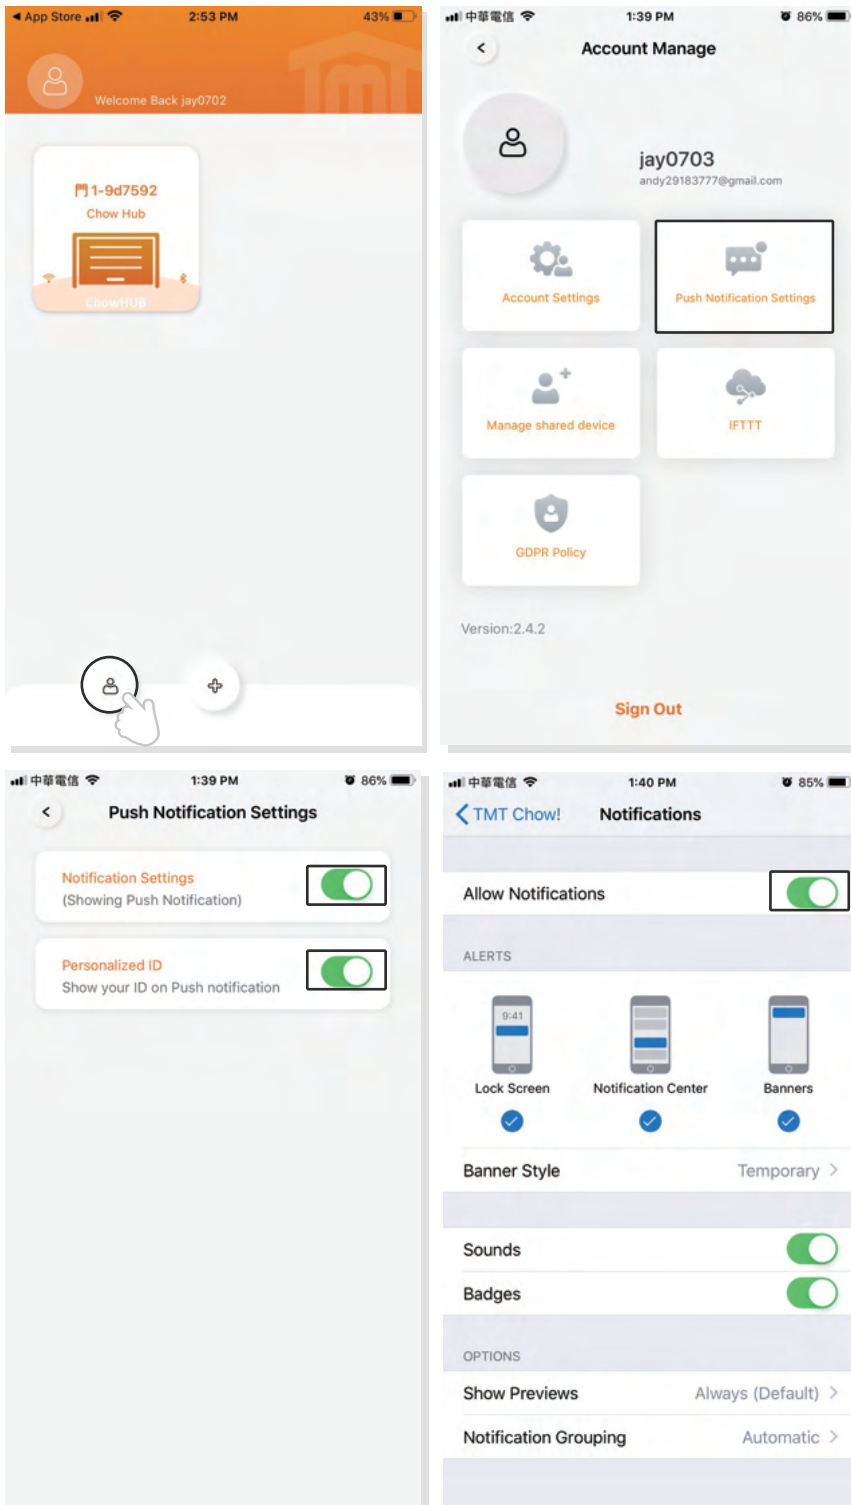 App Store 2:53 PM 43%
TMT
Welcome Back jay0702
門1-9d7592
Chow Hub
ChowHUB
中華電信 1:39 PM 86%
Account Manage
jay0703
andy29183777@gmail.com
Account Settings
Push Notification Settings
Manage shared device
IFTTT
GDPR Policy
Version:2.4.2
Sign Out
中華電信 1:39 PM 86%
Push Notification Settings
Notification Settings
(Showing Push Notification)
Personalized ID
Show your ID on Push notification
中華電信 1:40 PM 85%
TMT Chow! Notifications
Allow Notifications
ALERTS
9:41
Lock Screen Notification Center Banners
Banner Style Temporary
Sounds
Badges
OPTIONS
Show Previews Always (Default)
Notification Grouping Automatic